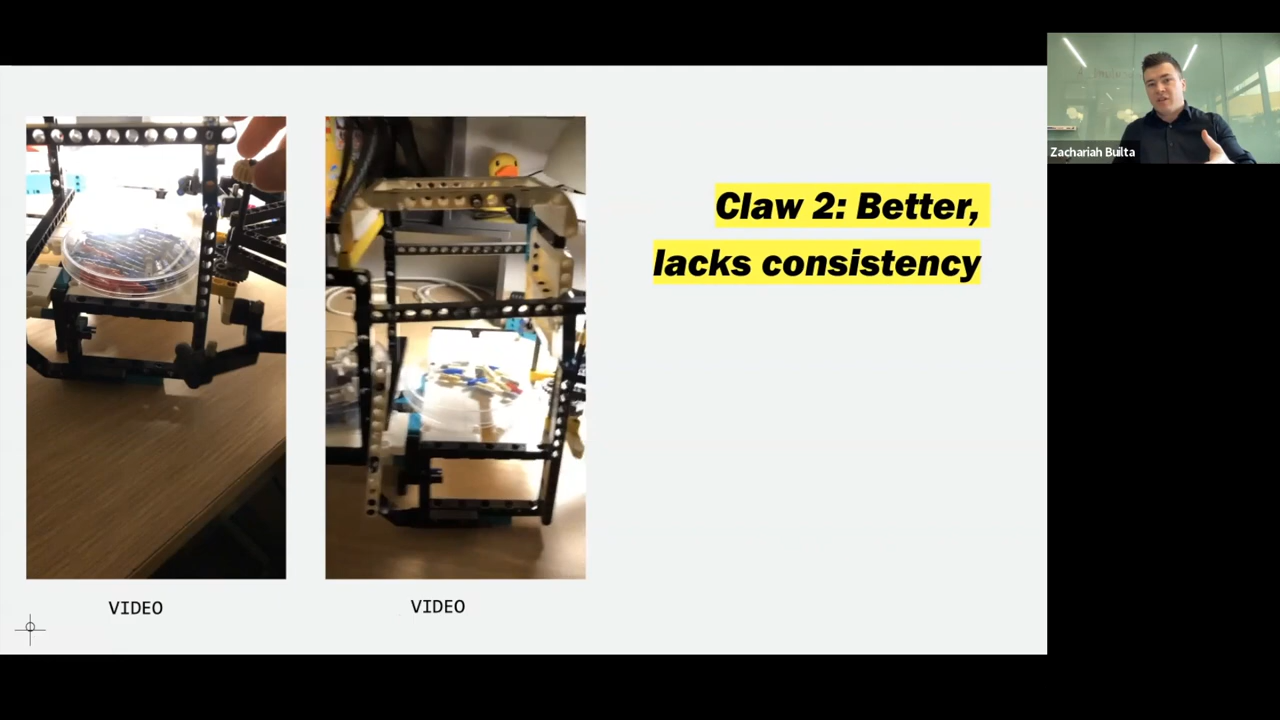 Claw 2: Better,
lacks consistency
VIDEO
VIDEO
Zachariah Builta